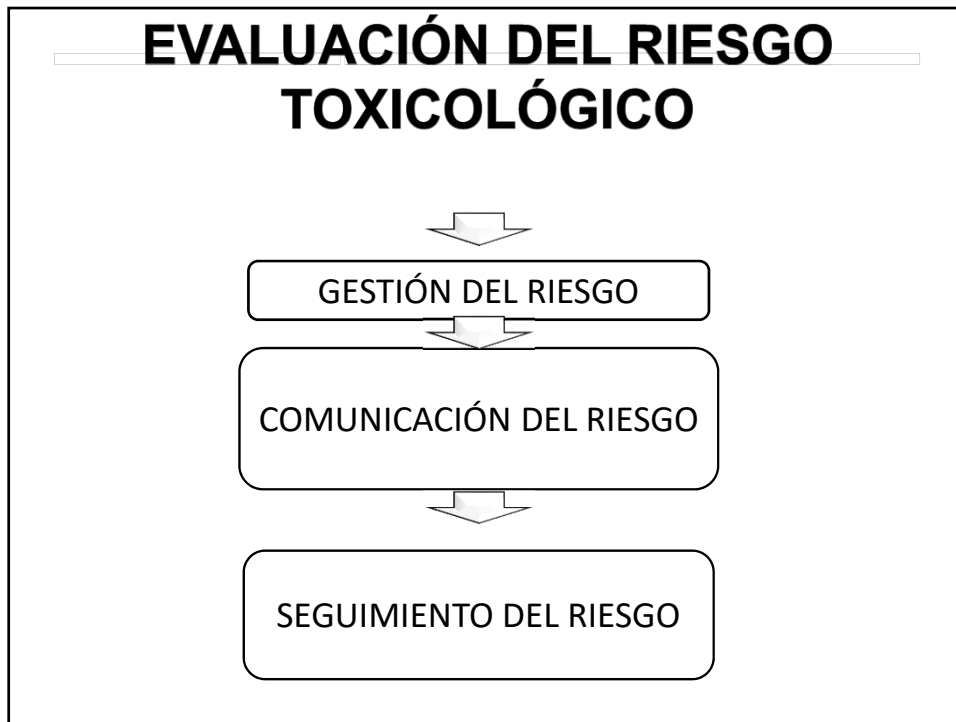 EVALUACIÓN DEL RIESGO
TOXICOLÓGICO
GESTIÓN DEL RIESGO
COMUNICACIÓN DEL RIESGO
SEGUIMIENTO DEL RIESGO